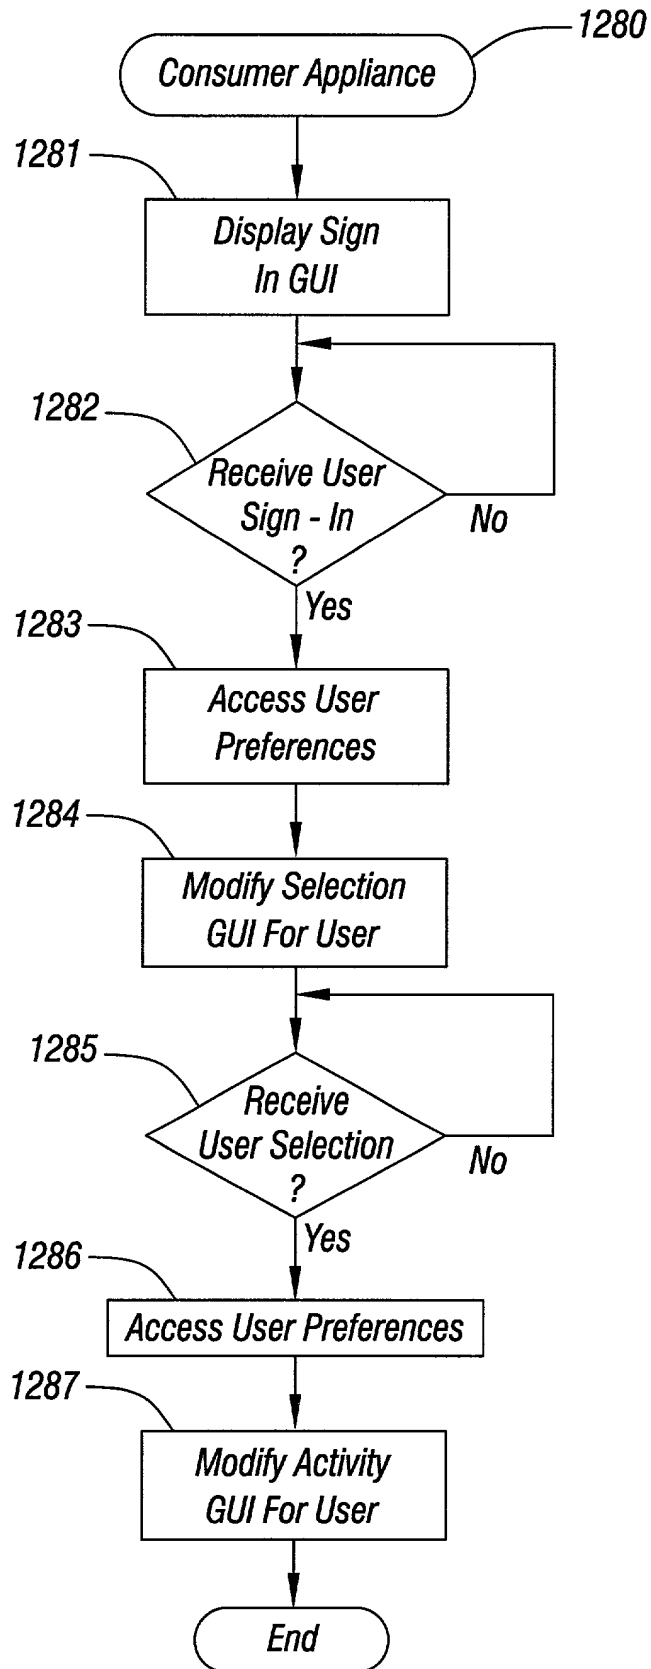 1280
Consumer Appliance
1281
Display Sign
In GUI
1282
Receive User
Sign - In
?
No
Yes
1283
Access User
Preferences
1284
Modify Selection
GUI For User
1285
Receive
User Selection
?
No
Yes
1286
Access User Preferences
1287
Modify Activity
GUI For User
End